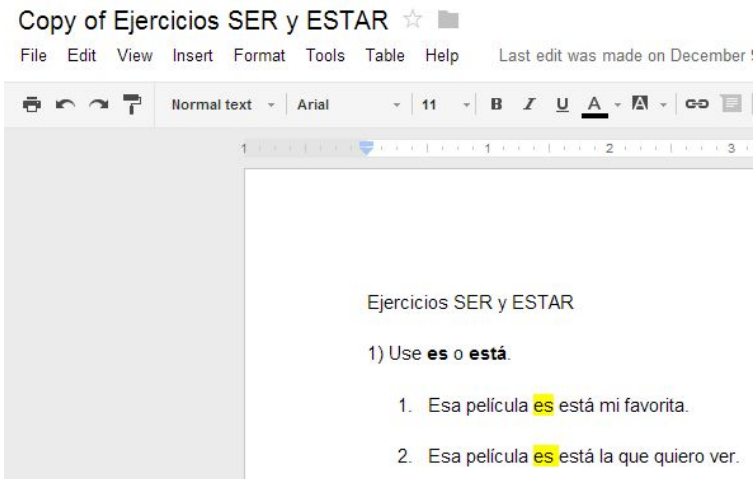 Copy of Ejercicios SER y ESTAR
File Edit View Insert Format Tools Table Help Last edit was made on December
Normal text Arial 11 B I U A A
1 1 2 3
Ejercicios SER y ESTAR
1) Use es o está.
1. Esa película es está mi favorita.
2. Esa película es está la que quiero ver.